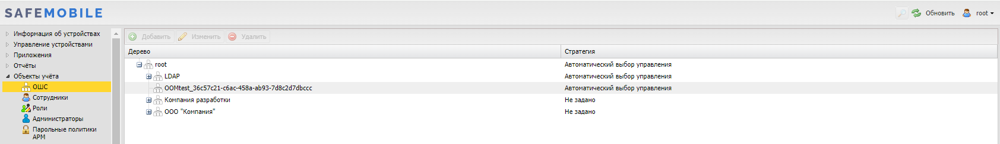 SAFEMOBILE
Обновить
root
Информация об устройствах
Управление устройствами
Приложения
Отчёты
Объекты учёта
ОШС
Сотрудники
Роли
Администраторы
Парольные политики
АРМ
Добавить
Изменить
Удалить
Дерево Стратегия
root Автоматический выбор управления
LDAP Автоматический выбор управления
OOMtest_36c57c21-c6ac-458a-ab93-7d8c2d7dbccc Автоматический выбор управления
Компания разработки Не задано
ООО "Компания" Не задано